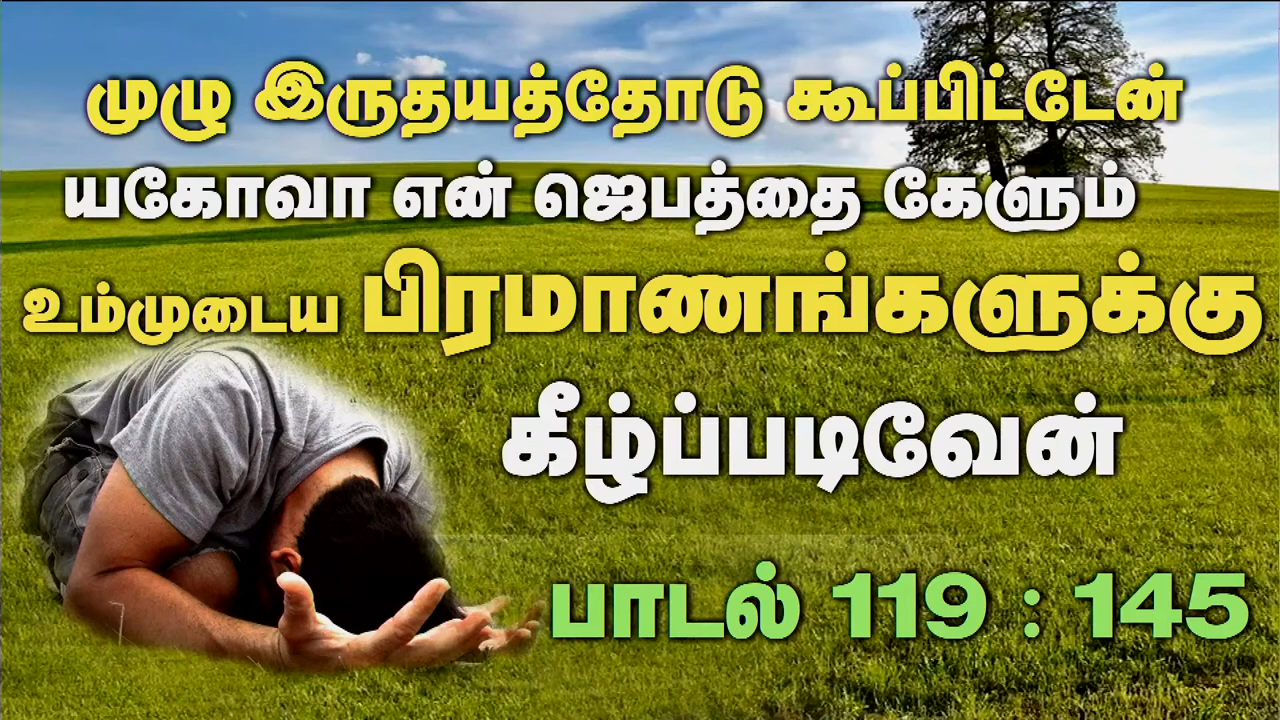 முழு இருதயத்தோடு கூப்பிட்டேன்
யகோவா என் ஜெபத்தை கேளும்
உம்முடைய பிரமாணங்களுக்கு
கீழ்ப்படிவேன்
பாடல் 119 : 145